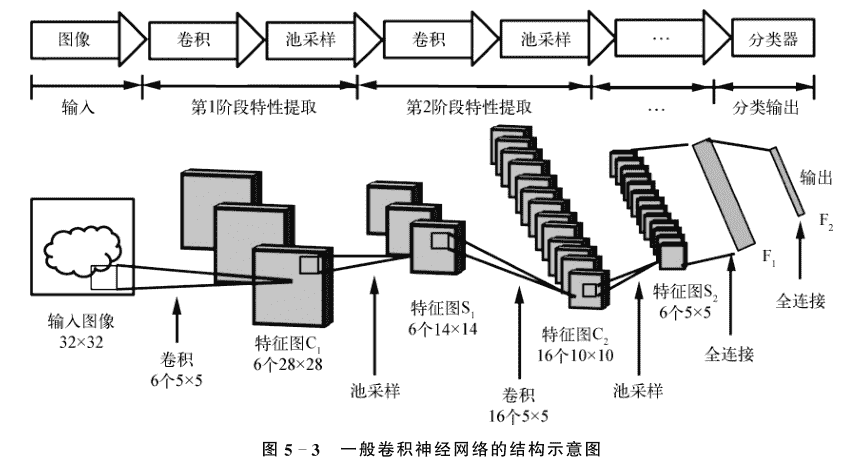 图像 卷积 池采样 卷积 池采样 … 分类器
输入 第1阶段特性提取 第2阶段特性提取 … 分类输出
输出
F2
F1
输入图像
32×32
卷积
6个5×5
特征图C1
6个28×28
池采样
特征图S1
6个14×14
卷积
16个5×5
特征图C2
16个10×10
池采样
特征图S2
6个5×5
全连接
全连接
图 5-3 一般卷积神经网络的结构示意图